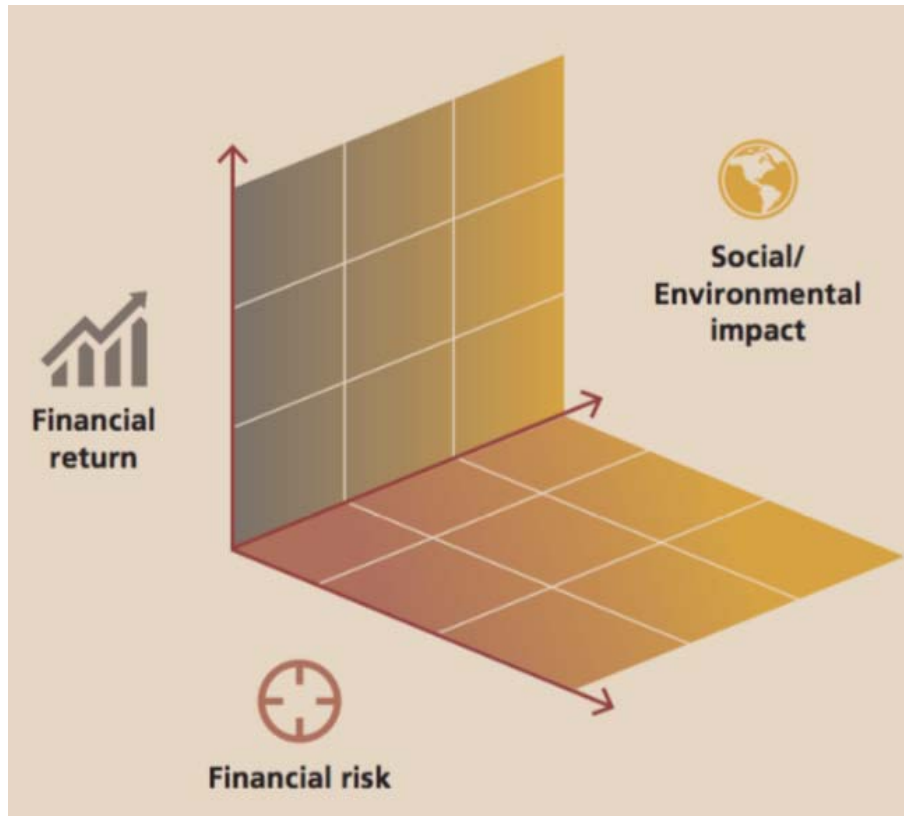 Social/
Environmental
impact
Financial
return
Financial risk